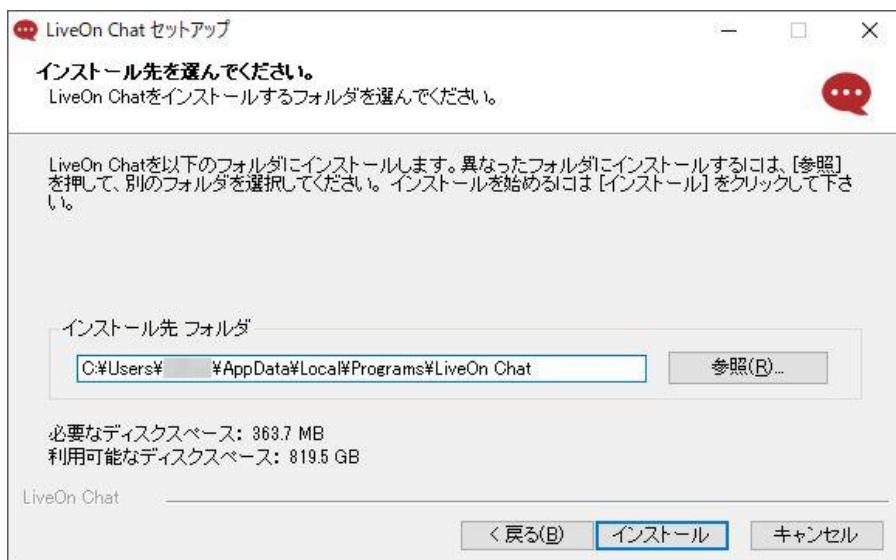 LiveOn Chat セットアップ
インストール先を選んでください。
LiveOn Chatをインストールするフォルダを選んでください。
LiveOn Chatを以下のフォルダにインストールします。異なったフォルダにインストールするには、[参照]
を押して、別のフォルダを選択してください。インストールを始めるには [インストール] をクリックして下さ
い。
インストール先 フォルダ
C:¥Users¥ ¥AppData¥Local¥Programs¥LiveOn Chat
参照(R)...
必要なディスクスペース: 363.7 MB
利用可能なディスクスペース: 819.5 GB
LiveOn Chat
< 戻る(B)
インストール
キャンセル